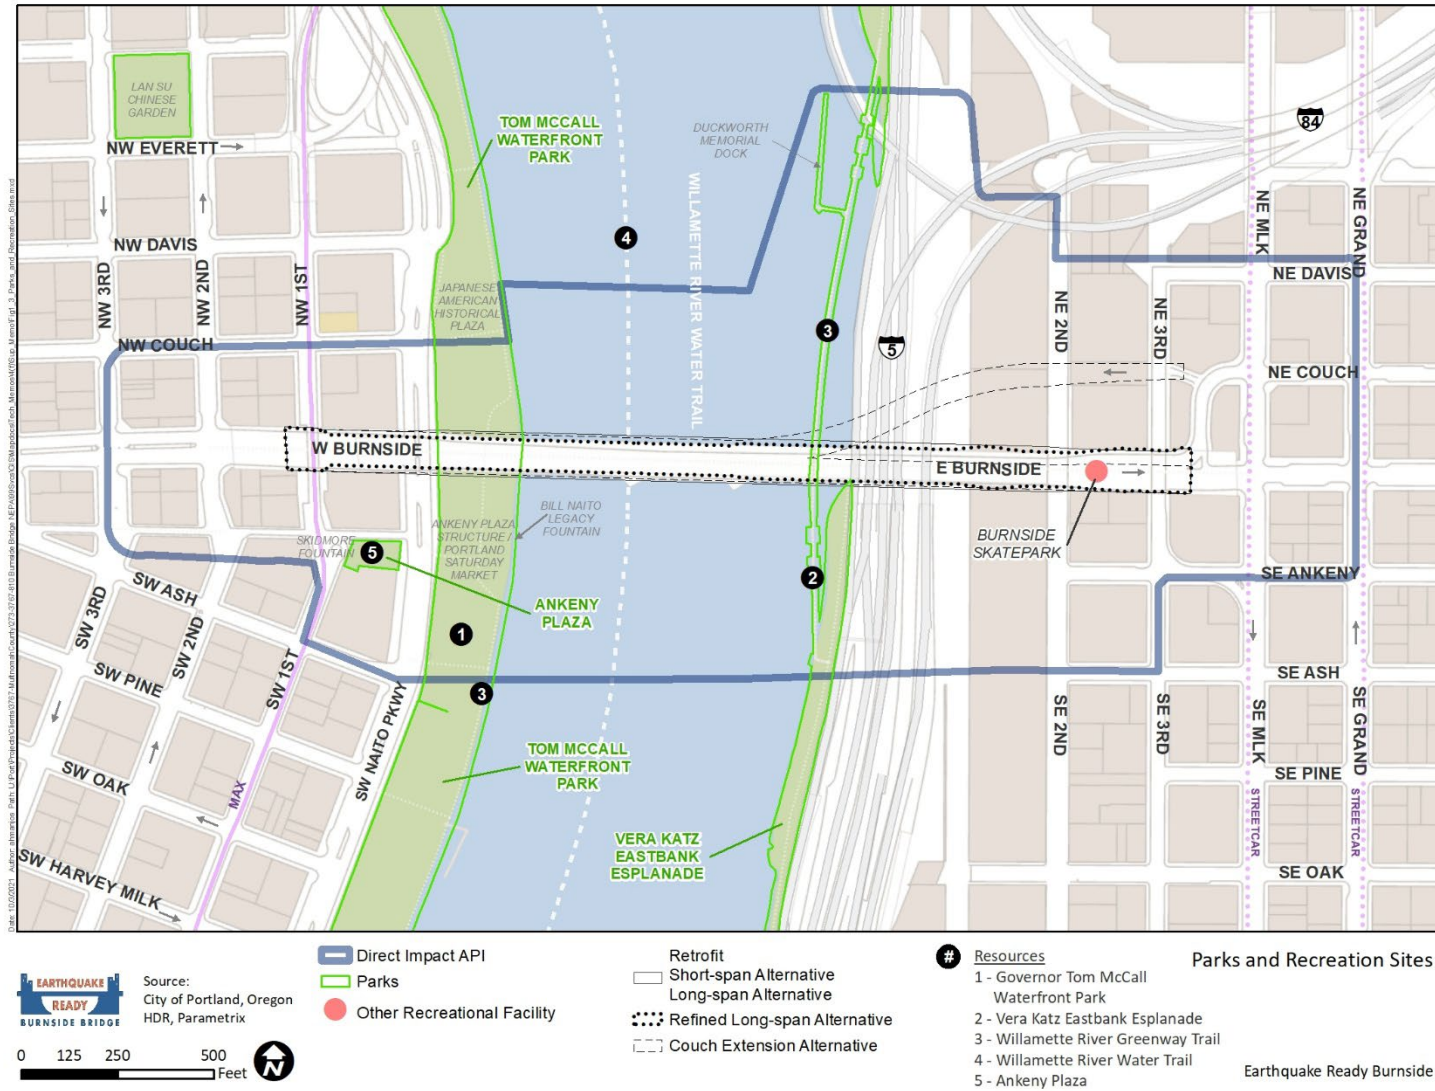 LAN SU
CHINESE
GARDEN
NW EVERETT
TOM MCCALL
WATERFRONT
PARK
DUCKWORTH
MEMORIAL
DOCK
84
WILLAMETTE RIVER WATER TRAIL
4
NE MLK
NE GRAND
NW DAVIS
NE DAVIS
NW 3RD
NW 2ND
NW 1ST
JAPANESE
AMERICAN
HISTORICAL
PLAZA
NE 2ND
NE 3RD
3
5
NW COUCH
NE COUCH
W BURNSIDE
E BURNSIDE
BILL NAITO
LEGACY
FOUNTAIN
ANKENY PLAZA
STRUCTURE /
PORTLAND
SATURDAY
MARKET
SKIDMORE
FOUNTAIN
5
BURNSIDE
SKATEPARK
2
SE ANKENY
SW ASH
SW 3RD
SW 2ND
ANKENY
PLAZA
1
SW PINE
SW 1ST
3
SE ASH
SW NAITO PKWY
SE 2ND
SE 3RD
SE MLK
SE GRAND
TOM MCCALL
WATERFRONT
PARK
SW OAK
MAX
SE PINE
STREETCAR
STREETCAR
VERA KATZ
EASTBANK
ESPLANADE
SW HARVEY MILK
SE OAK
EARTHQUAKE
READY
BURNSIDE BRIDGE
Source:
City of Portland, Oregon
HDR, Parametrix
0 125 250 500
Feet
N
Direct Impact API
Parks
Other Recreational Facility
Retrofit
Short-span Alternative
Long-span Alternative
Refined Long-span Alternative
Couch Extension Alternative
# Resources
1 - Governor Tom McCall
Waterfront Park
2 - Vera Katz Eastbank Esplanade
3 - Willamette River Greenway Trail
4 - Willamette River Water Trail
5 - Ankeny Plaza
Parks and Recreation Sites
Earthquake Ready Burnside